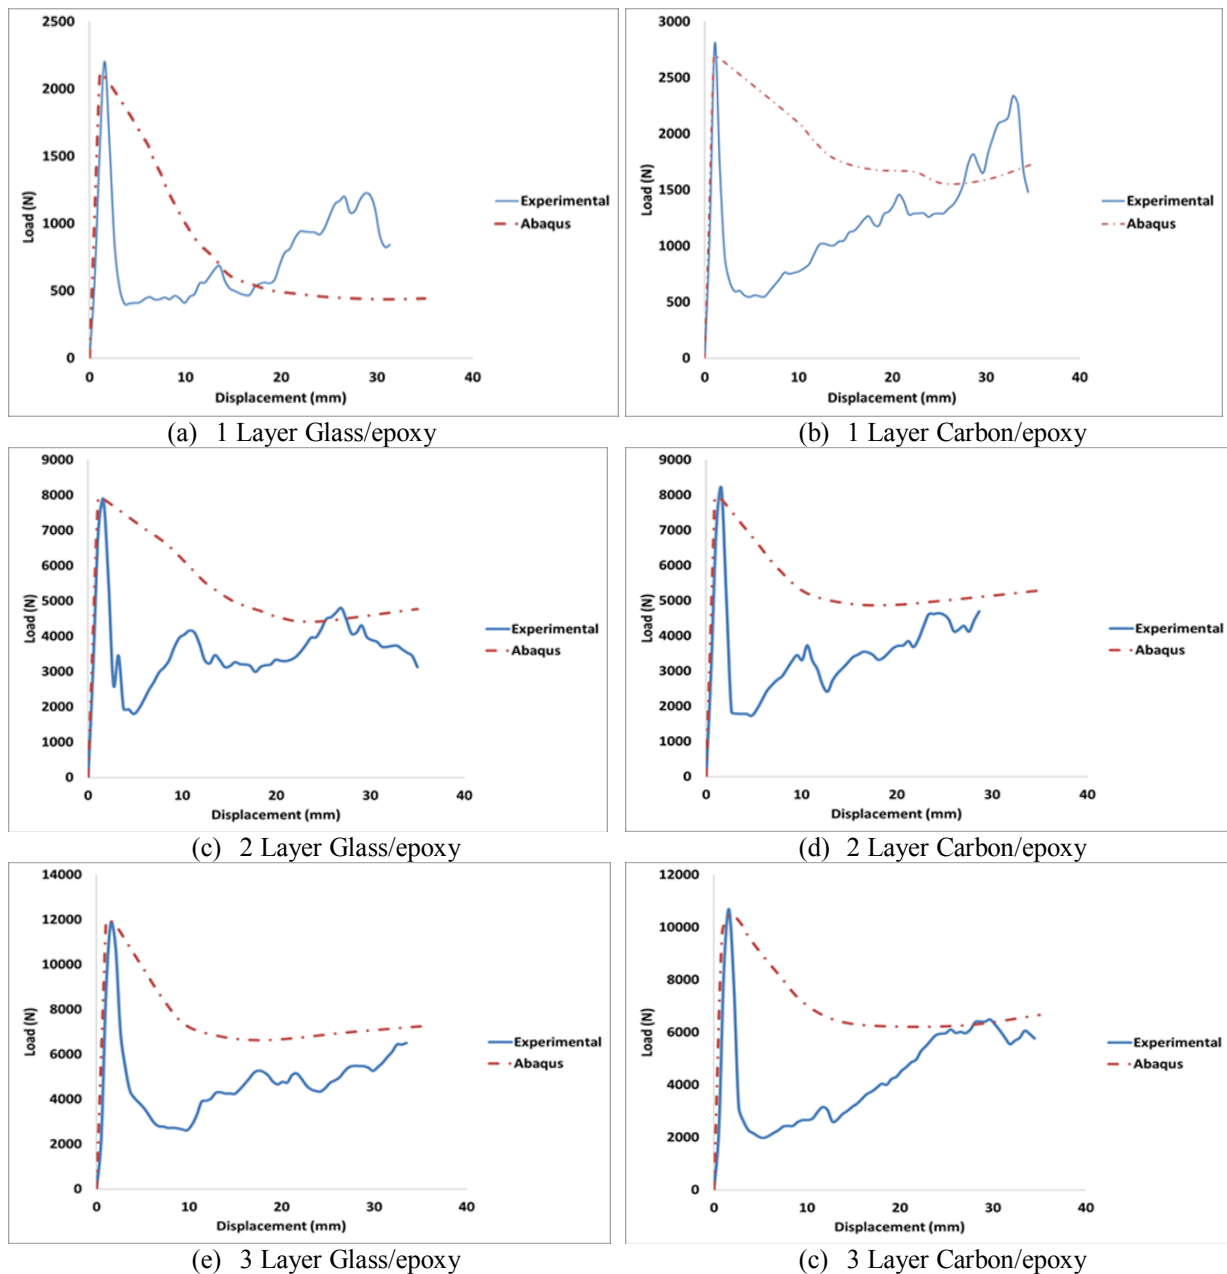 2500
2000
1500
1000
500
0
Load (N)
0 10 20 30 40
Displacement (mm)
Experimental
Abaqus
(a) 1 Layer Glass/epoxy
3000
2500
2000
1500
1000
500
0
Load (N)
0 10 20 30 40
Displacement (mm)
Experimental
Abaqus
(b) 1 Layer Carbon/epoxy
9000
8000
7000
6000
5000
4000
3000
2000
1000
0
Load (N)
0 10 20 30 40
Displacement (mm)
Experimental
Abaqus
(c) 2 Layer Glass/epoxy
9000
8000
7000
6000
5000
4000
3000
2000
1000
0
Load (N)
0 10 20 30 40
Displacement (mm)
Experimental
Abaqus
(d) 2 Layer Carbon/epoxy
14000
12000
10000
8000
6000
4000
2000
0
Load (N)
0 10 20 30 40
Displacement (mm)
Experimental
Abaqus
(e) 3 Layer Glass/epoxy
12000
10000
8000
6000
4000
2000
0
Load (N)
0 10 20 30 40
Displacement (mm)
Experimental
Abaqus
(c) 3 Layer Carbon/epoxy